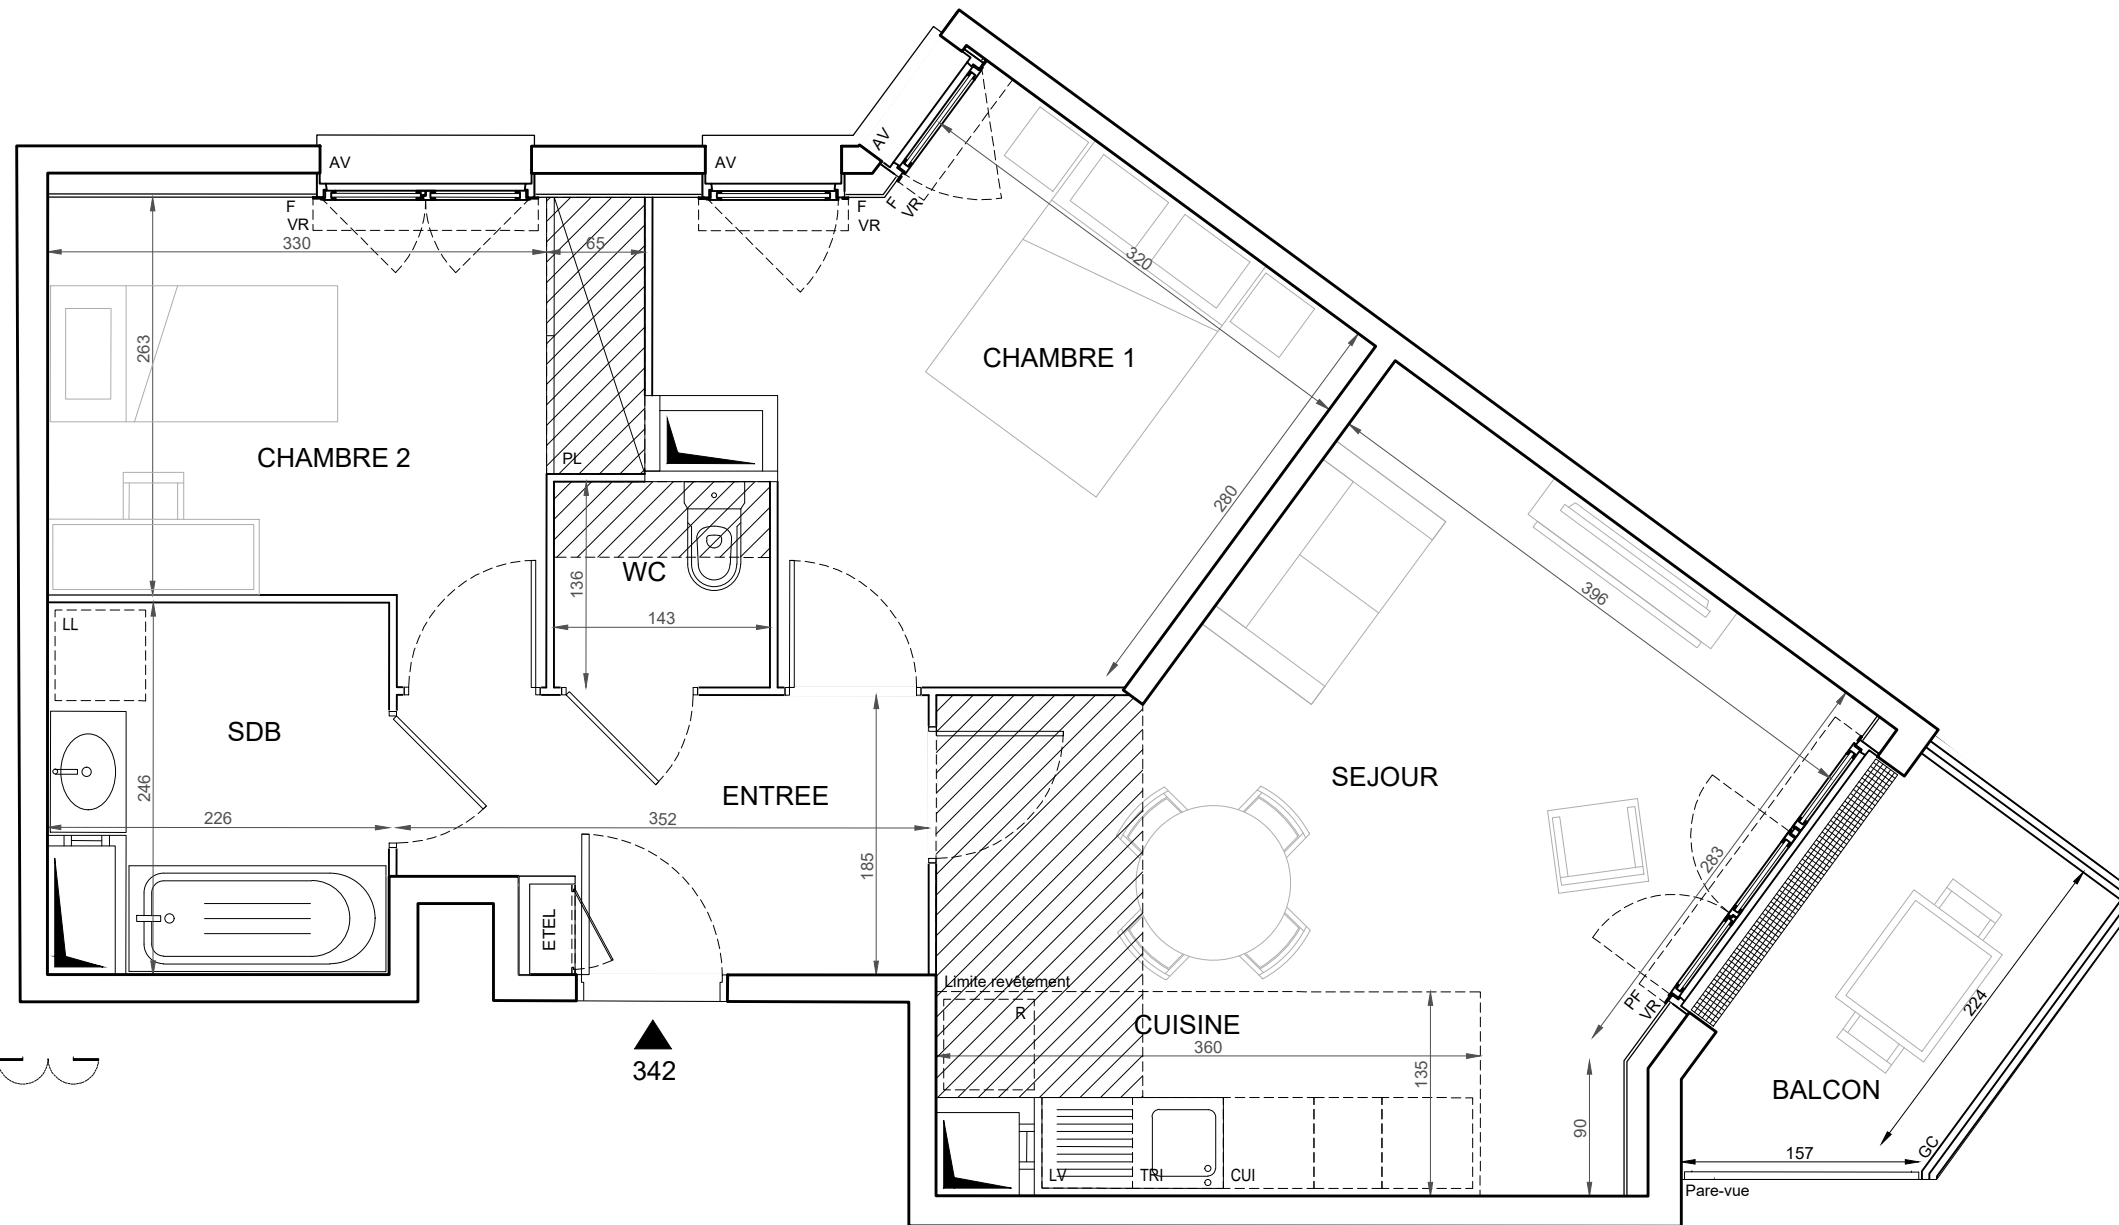 AV
AV
AV
F
VR
F
VR
F
VR
330
65
320
263
CHAMBRE 1
CHAMBRE 2
PL
280
136
WC
143
396
LL
SDB
246
226
352
ENTREE
185
SEJOUR
283
ETEL
Limite revêtement
R
CUISINE
360
135
PF
VR
224
342
BALCON
90
157
GC
LV
TRI
CUI
Pare-vue